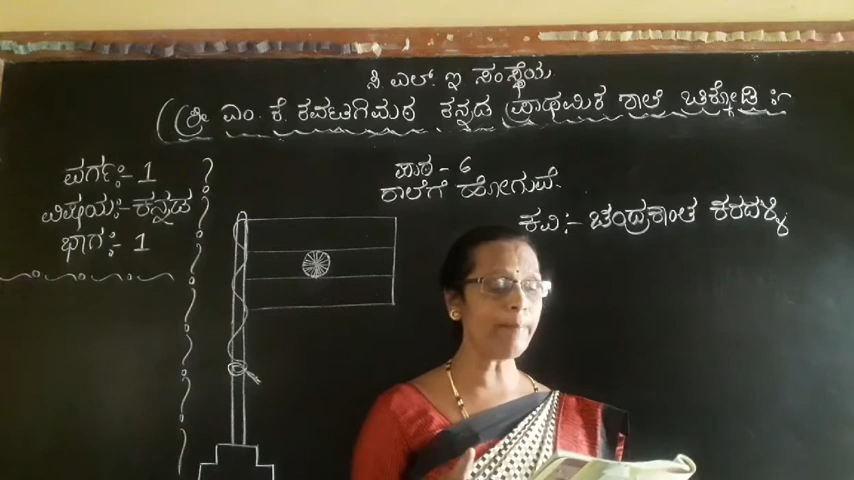 ಸಿ. ಎಲ್. ಇ ಸಂಸ್ಥೆಯ
(ಶ್ರೀ ಎಂ. ಕೆ. ಕವಟಗಿಮಠ ಕನ್ನಡ ಪ್ರಾಥಮಿಕ ಶಾಲೆ ಚಿಕ್ಕೋಡಿ :-
ವರ್ಗ:- 1
ವಿಷಯ:- ಕನ್ನಡ
ಭಾಗ:- 1
ಪಾಠ - 6
ಶಾಲೆಗೆ ಹೋಗುವೆ.
ಕವಿ:- ಚಂದ್ರಕಾಂತ ಕರದಳ್ಳಿ